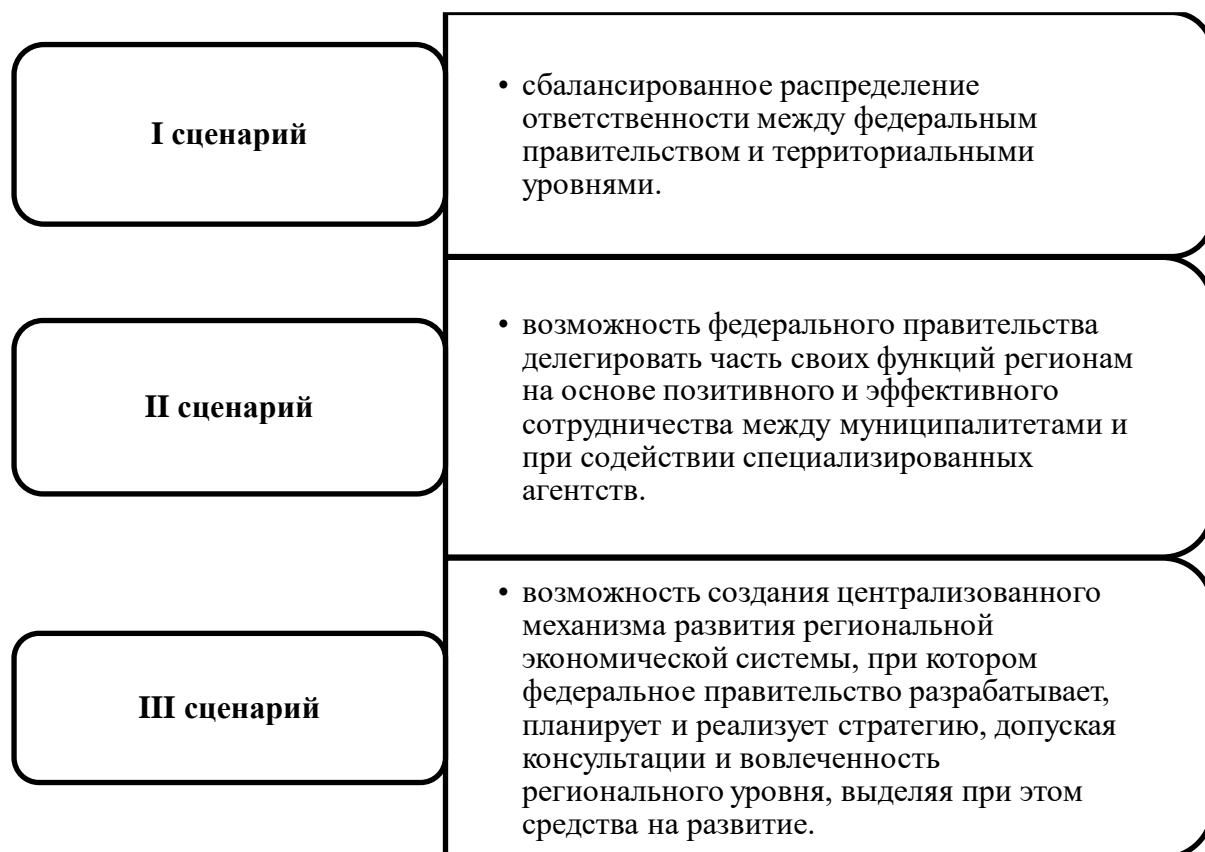 I сценарий
• сбалансированное распределение
ответственности между федеральным
правительством и территориальными
уровнями.
II сценарий
• возможность федерального правительства
делегировать часть своих функций регионам
на основе позитивного и эффективного
сотрудничества между муниципалитетами и
при содействии специализированных
агентств.
III сценарий
• возможность создания централизованного
механизма развития региональной
экономической системы, при котором
федеральное правительство разрабатывает,
планирует и реализует стратегию, допуская
консультации и вовлеченность
регионального уровня, выделяя при этом
средства на развитие.